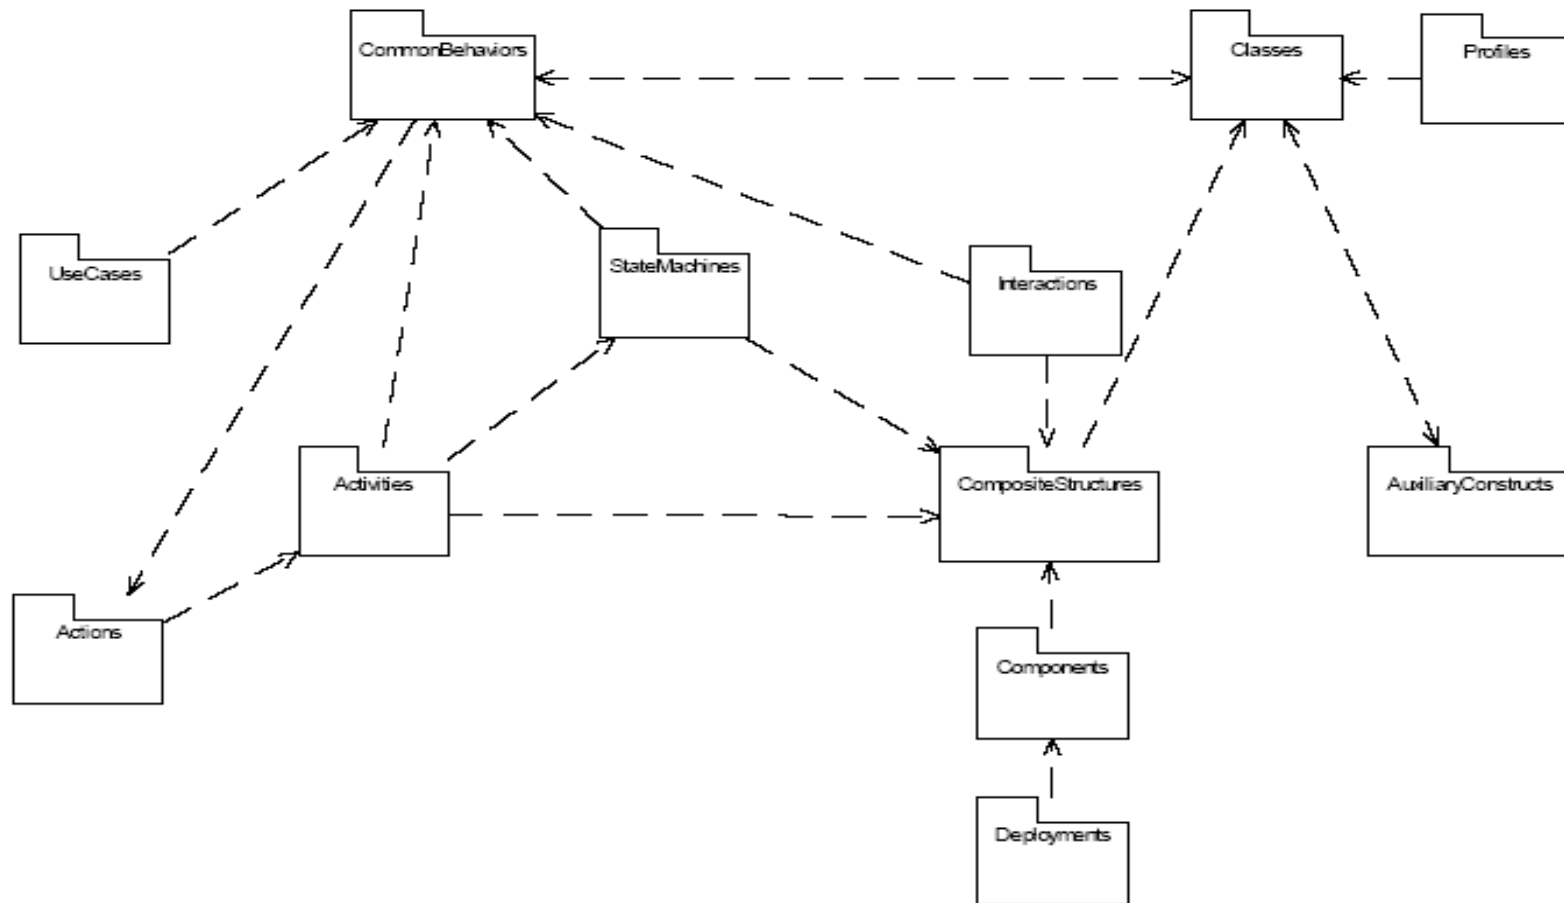 CommonBehaviors
Classes
Profiles
UseCases
StateMachines
Interactions
Activities
CompositeStructures
AuxiliaryConstructs
Actions
Components
Deployments